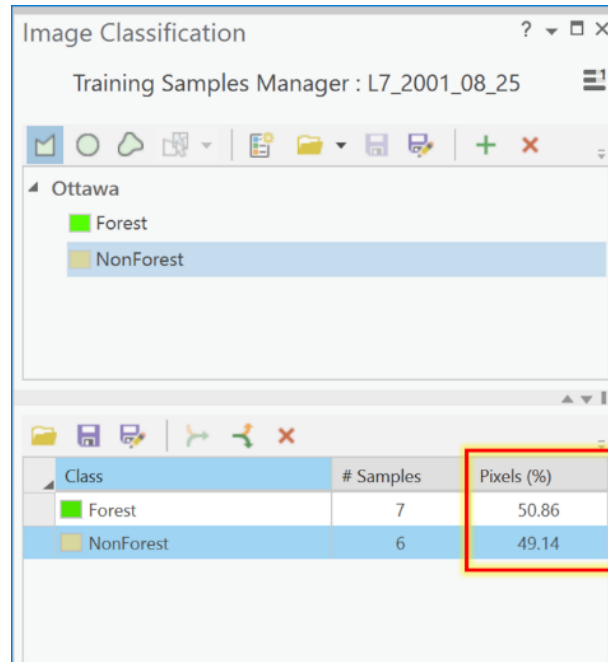 Image Classification
Training Samples Manager : L7_2001_08_25
Ottawa
Forest
NonForest
Class # Samples Pixels (%)
Forest 7 50.86
NonForest 6 49.14